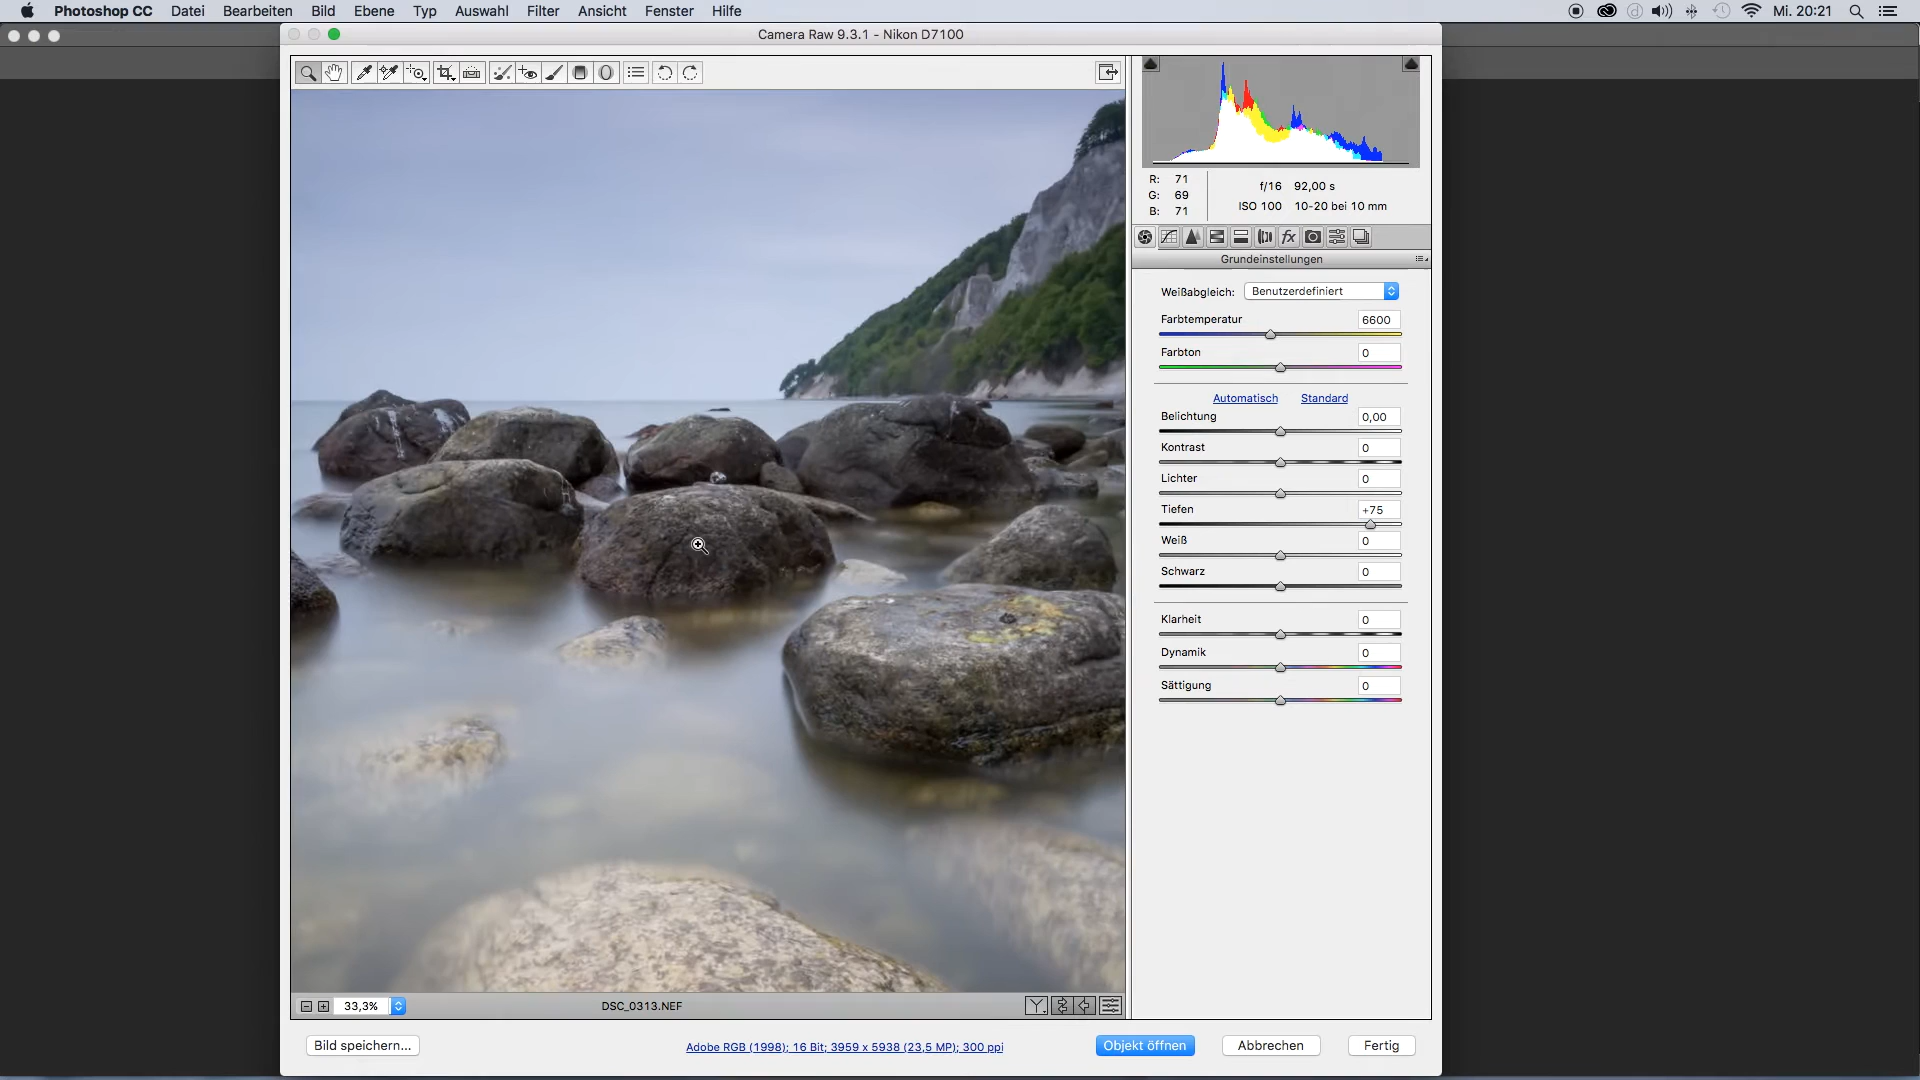 Photoshop CC Datei Bearbeiten Bild Ebene Typ Auswahl Filter Ansicht Fenster Hilfe Mi. 20:21
Camera Raw 9.3.1 - Nikon D7100
R: 71
G: 69
B: 71
f/16 92,00 s
ISO 100 10-20 bei 10 mm
fx
Grundeinstellungen
Weißabgleich: Benutzerdefiniert
Farbtemperatur 6600
Farbton 0
Automatisch Standard
Belichtung 0,00
Kontrast 0
Lichter 0
Tiefen +75
Weiß 0
Schwarz 0
Klarheit 0
Dynamik 0
Sättigung 0
33,3% DSC_0313.NEF
Bild speichern... Adobe RGB (1998); 16 Bit; 3959 x 5938 (23,5 MP); 300 ppi Objekt öffnen Abbrechen Fertig